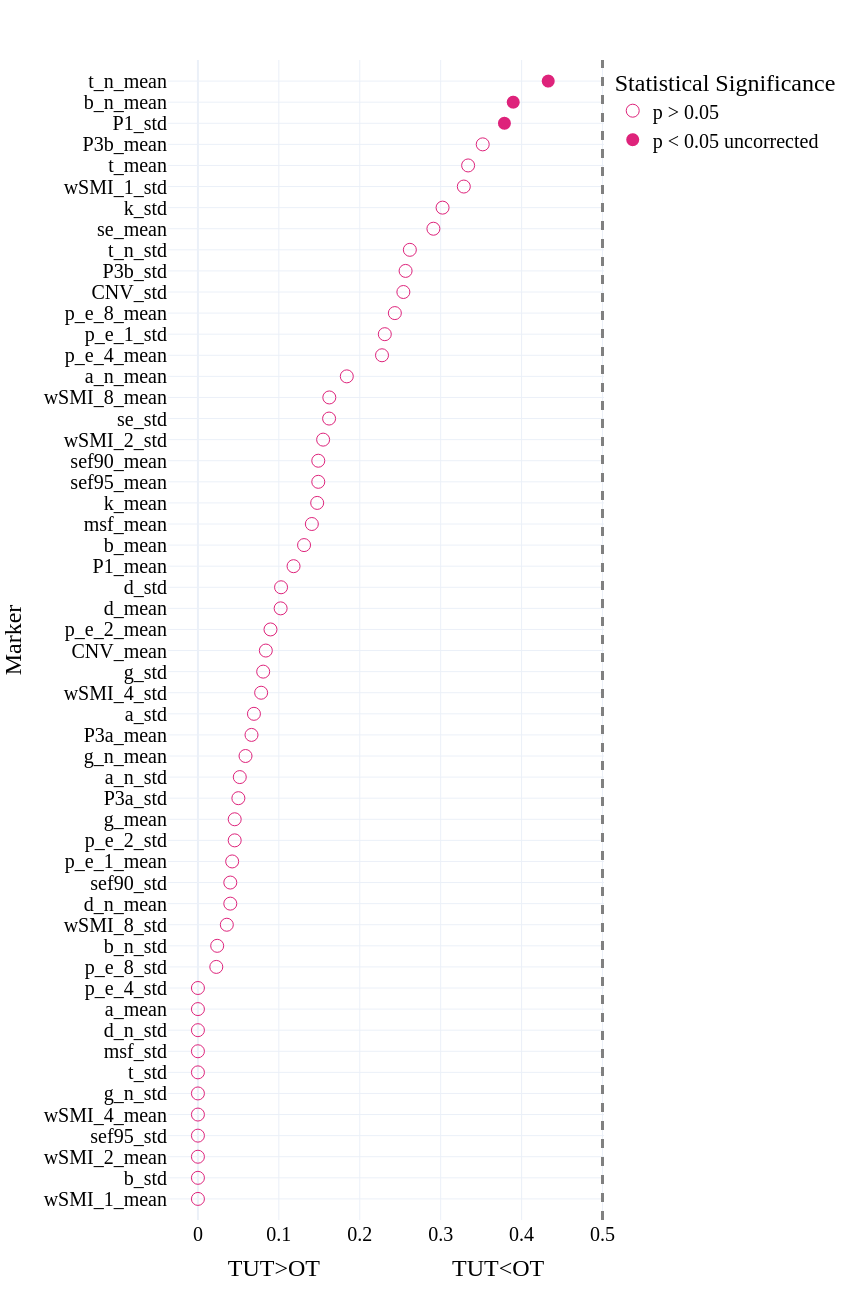 Statistical Significance
p > 0.05
p < 0.05 uncorrected
Marker
t_n_mean
b_n_mean
P1_std
P3b_mean
t_mean
wSMI_1_std
k_std
se_mean
t_n_std
P3b_std
CNV_std
p_e_8_mean
p_e_1_std
p_e_4_mean
a_n_mean
wSMI_8_mean
se_std
wSMI_2_std
sef90_mean
sef95_mean
k_mean
msf_mean
b_mean
P1_mean
d_std
d_mean
p_e_2_mean
CNV_mean
g_std
wSMI_4_std
a_std
P3a_mean
g_n_mean
a_n_std
P3a_std
g_mean
p_e_2_std
p_e_1_mean
sef90_std
d_n_mean
wSMI_8_std
b_n_std
p_e_8_std
p_e_4_std
a_mean
d_n_std
msf_std
t_std
g_n_std
wSMI_4_mean
sef95_std
wSMI_2_mean
b_std
wSMI_1_mean
0 0.1 0.2 0.3 0.4 0.5
TUT>OT TUT<OT